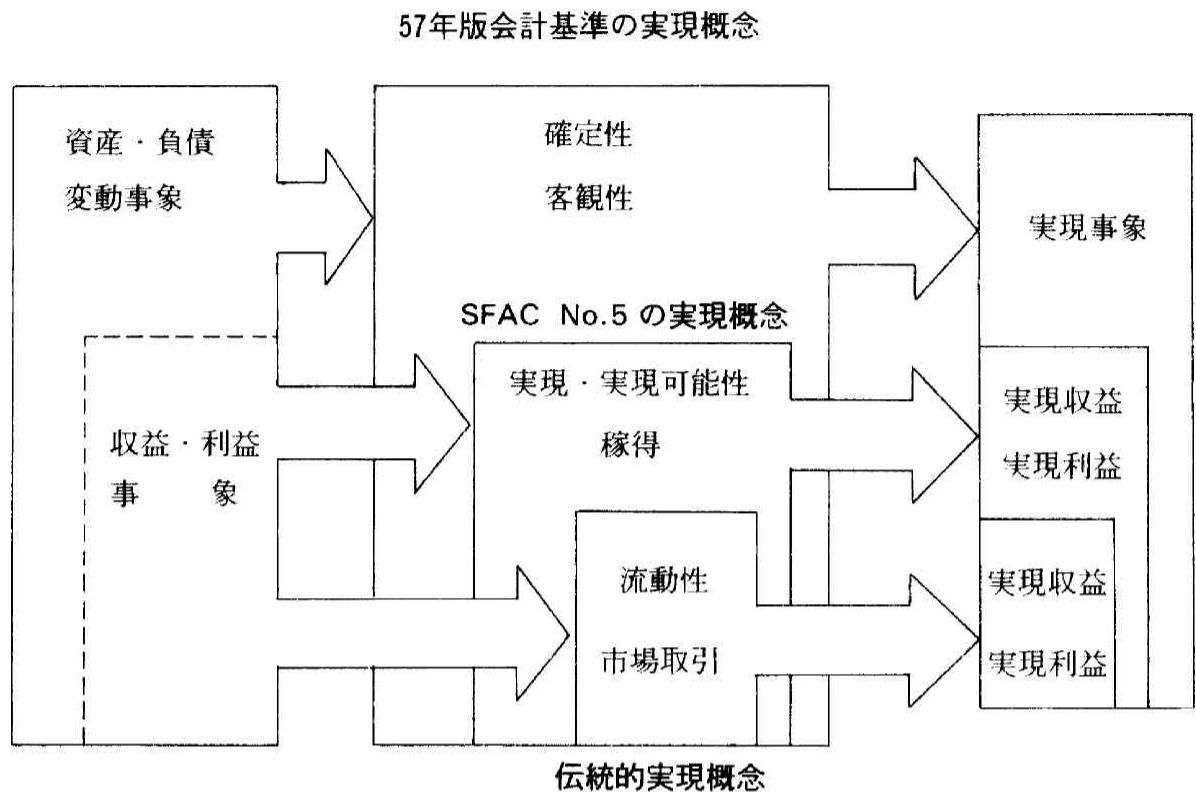 57年版会計基準の実現概念
資産・負債
変動事象
確定性
客観性
実現事象
SFAC No.5 の実現概念
実現・実現可能性
稼得
収益・利益
事 象
実現収益
実現利益
流動性
市場取引
実現収益
実現利益
伝統的実現概念